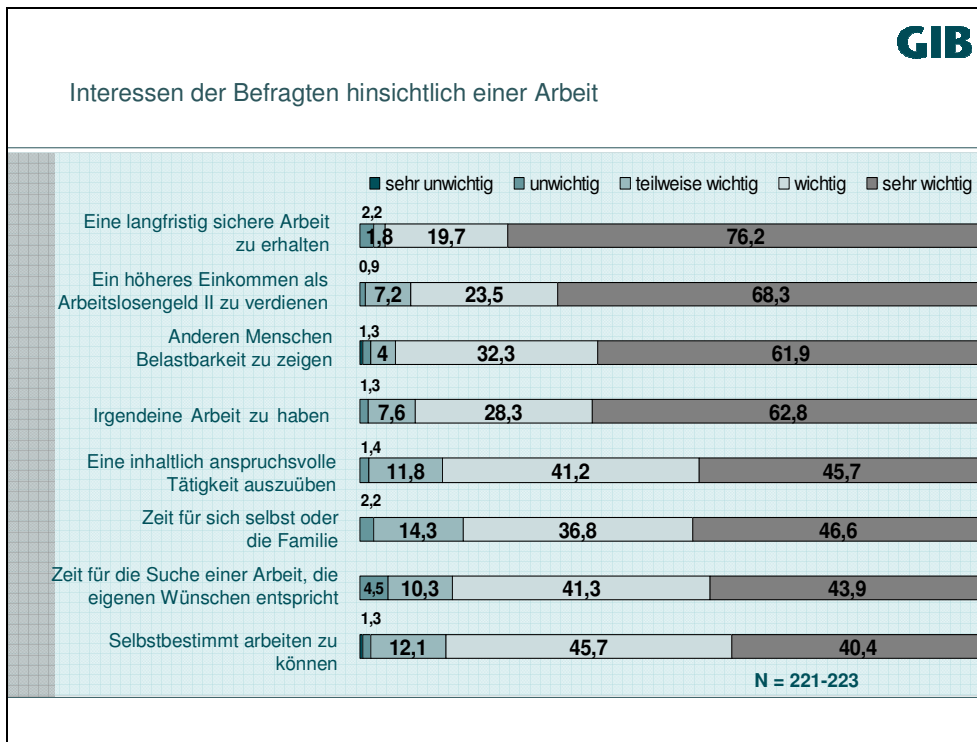 GIB
Interessen der Befragten hinsichtlich einer Arbeit
sehr unwichtig unwichtig teilweise wichtig wichtig sehr wichtig
Eine langfristig sichere Arbeit
zu erhalten
2,2
1,8 19,7 76,2
Ein höheres Einkommen als
Arbeitslosengeld II zu verdienen
0,9
7,2 23,5 68,3
Anderen Menschen
Belastbarkeit zu zeigen
1,3
4 32,3 61,9
Irgendeine Arbeit zu haben
1,3
7,6 28,3 62,8
Eine inhaltlich anspruchsvolle
Tätigkeit auszuüben
1,4
11,8 41,2 45,7
Zeit für sich selbst oder
die Familie
2,2
14,3 36,8 46,6
Zeit für die Suche einer Arbeit, die
eigenen Wünschen entspricht
4,5 10,3 41,3 43,9
Selbstbestimmt arbeiten zu
können
1,3
12,1 45,7 40,4
N = 221-223